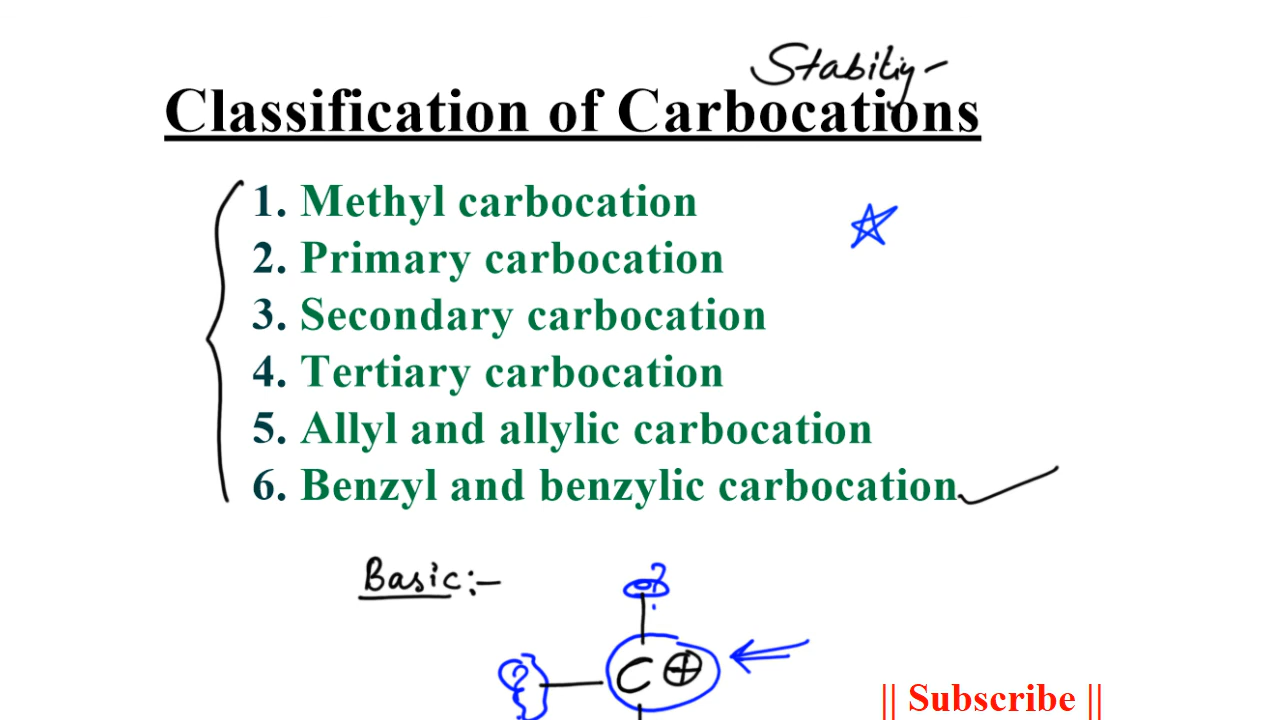 Stability-
Classification of Carbocations
1. Methyl carbocation
2. Primary carbocation
3. Secondary carbocation
4. Tertiary carbocation
5. Allyl and allylic carbocation
6. Benzyl and benzylic carbocation
Basic:-
?
? C ⊕
|| Subscribe ||